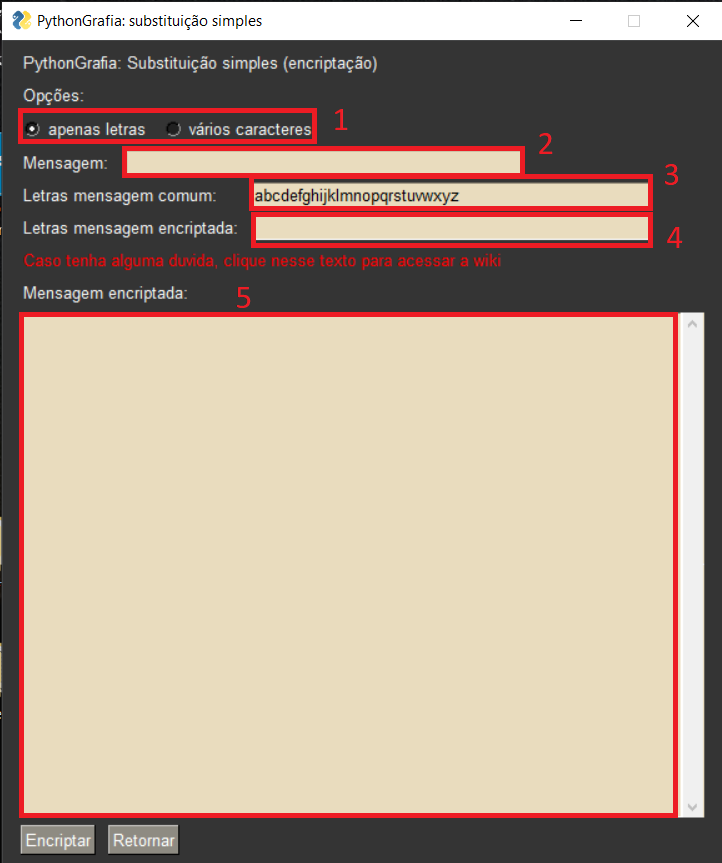 PythonGrafia: substituição simples
PythonGrafia: Substituição simples (encriptação)
Opções:
apenas letras vários caracteres 1
Mensagem: 2
Letras mensagem comum: abcdefghijklmnopqrstuvwxyz 3
Letras mensagem encriptada: 4
Caso tenha alguma duvida, clique nesse texto para acessar a wiki
Mensagem encriptada: 5
Encriptar Retornar